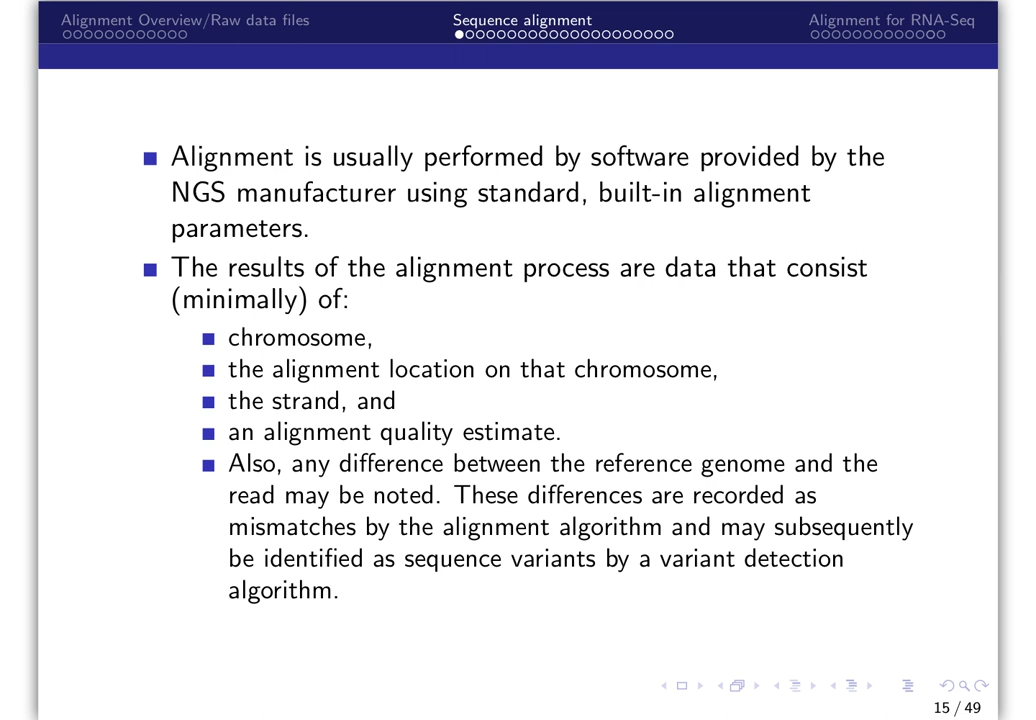 Alignment Overview/Raw data files
Sequence alignment
Alignment for RNA-Seq
Alignment is usually performed by software provided by the
NGS manufacturer using standard, built-in alignment
parameters.
The results of the alignment process are data that consist
(minimally) of:
chromosome,
the alignment location on that chromosome,
the strand, and
an alignment quality estimate.
Also, any difference between the reference genome and the
read may be noted. These differences are recorded as
mismatches by the alignment algorithm and may subsequently
be identified as sequence variants by a variant detection
algorithm.
15 / 49